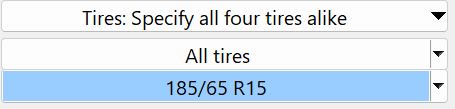 Tires: Specify all four tires alike
All tires
185/65 R15